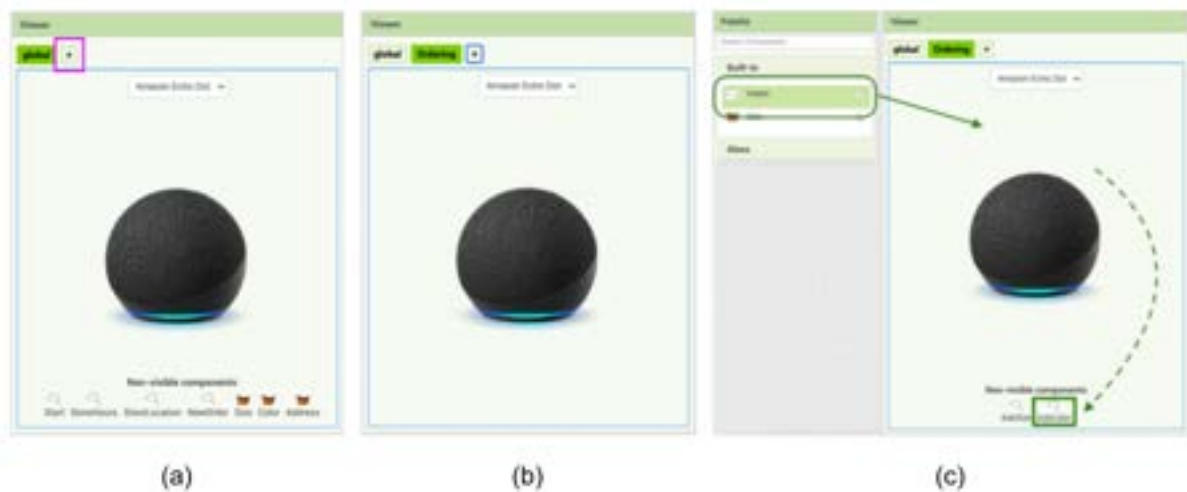 Viewer
global +
Amazon Echo Dot
Non-visible components
Start StoreHours StoreLocation NewOrder Size Color Address
(a)
Viewer
global Ordering +
Amazon Echo Dot
(b)
Palette
Built-in
Viewer
global Ordering +
Amazon Echo Dot
Non-visible components
(c)